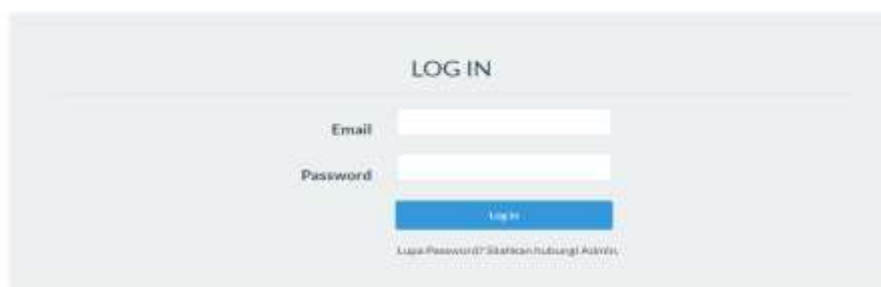 LOG IN
Email
Password
Log In
Lupa Password? Silahkan hubungi Admin.